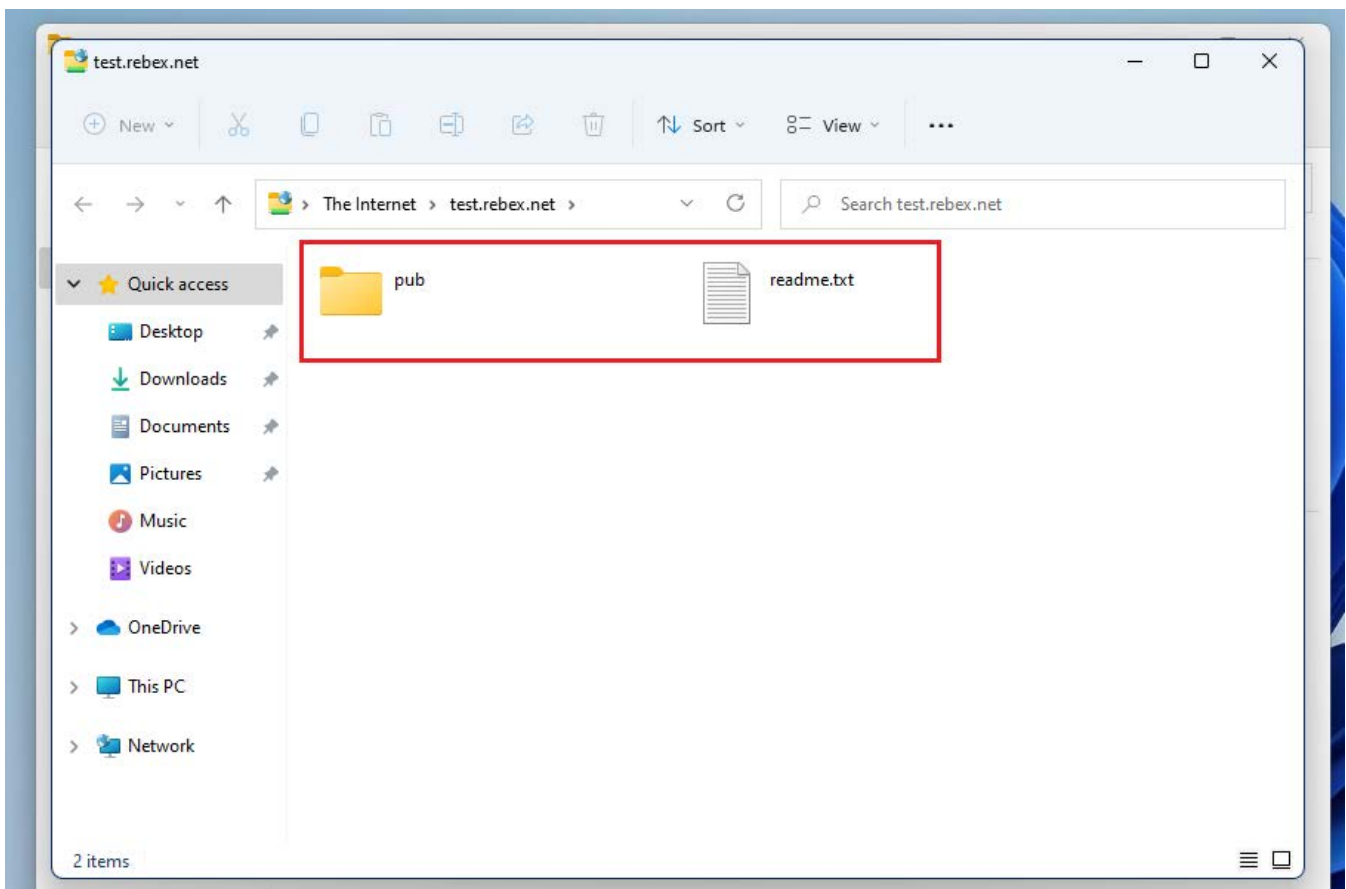 test.rebex.net
New Sort View
The Internet > test.rebex.net > Search test.rebex.net
Quick access
Desktop
Downloads
Documents
Pictures
Music
Videos
OneDrive
This PC
Network
pub readme.txt
2 items